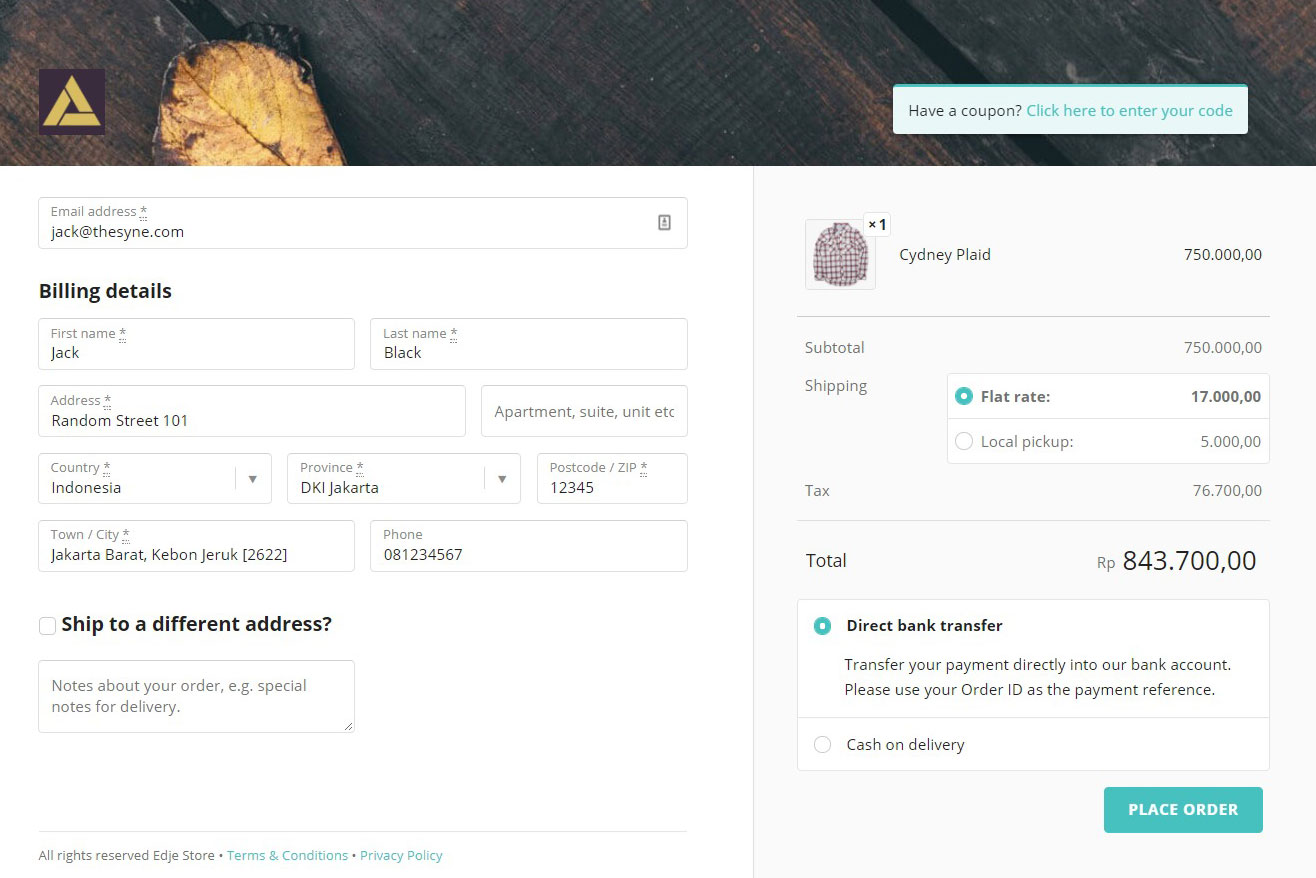 Have a coupon? Click here to enter your code
Email address *
jack@thesyne.com
Billing details
First name *
Jack
Last name *
Black
Address *
Random Street 101
Apartment, suite, unit etc
Country *
Indonesia
Province *
DKI Jakarta
Postcode / ZIP *
12345
Town / City *
Jakarta Barat, Kebon Jeruk [2622]
Phone
081234567
Ship to a different address?
Notes about your order, e.g. special
notes for delivery.
All rights reserved Edje Store • Terms & Conditions • Privacy Policy
× 1
Cydney Plaid 750.000,00
Subtotal 750.000,00
Shipping
Flat rate: 17.000,00
Local pickup: 5.000,00
Tax 76.700,00
Total Rp 843.700,00
Direct bank transfer
Transfer your payment directly into our bank account.
Please use your Order ID as the payment reference.
Cash on delivery
PLACE ORDER